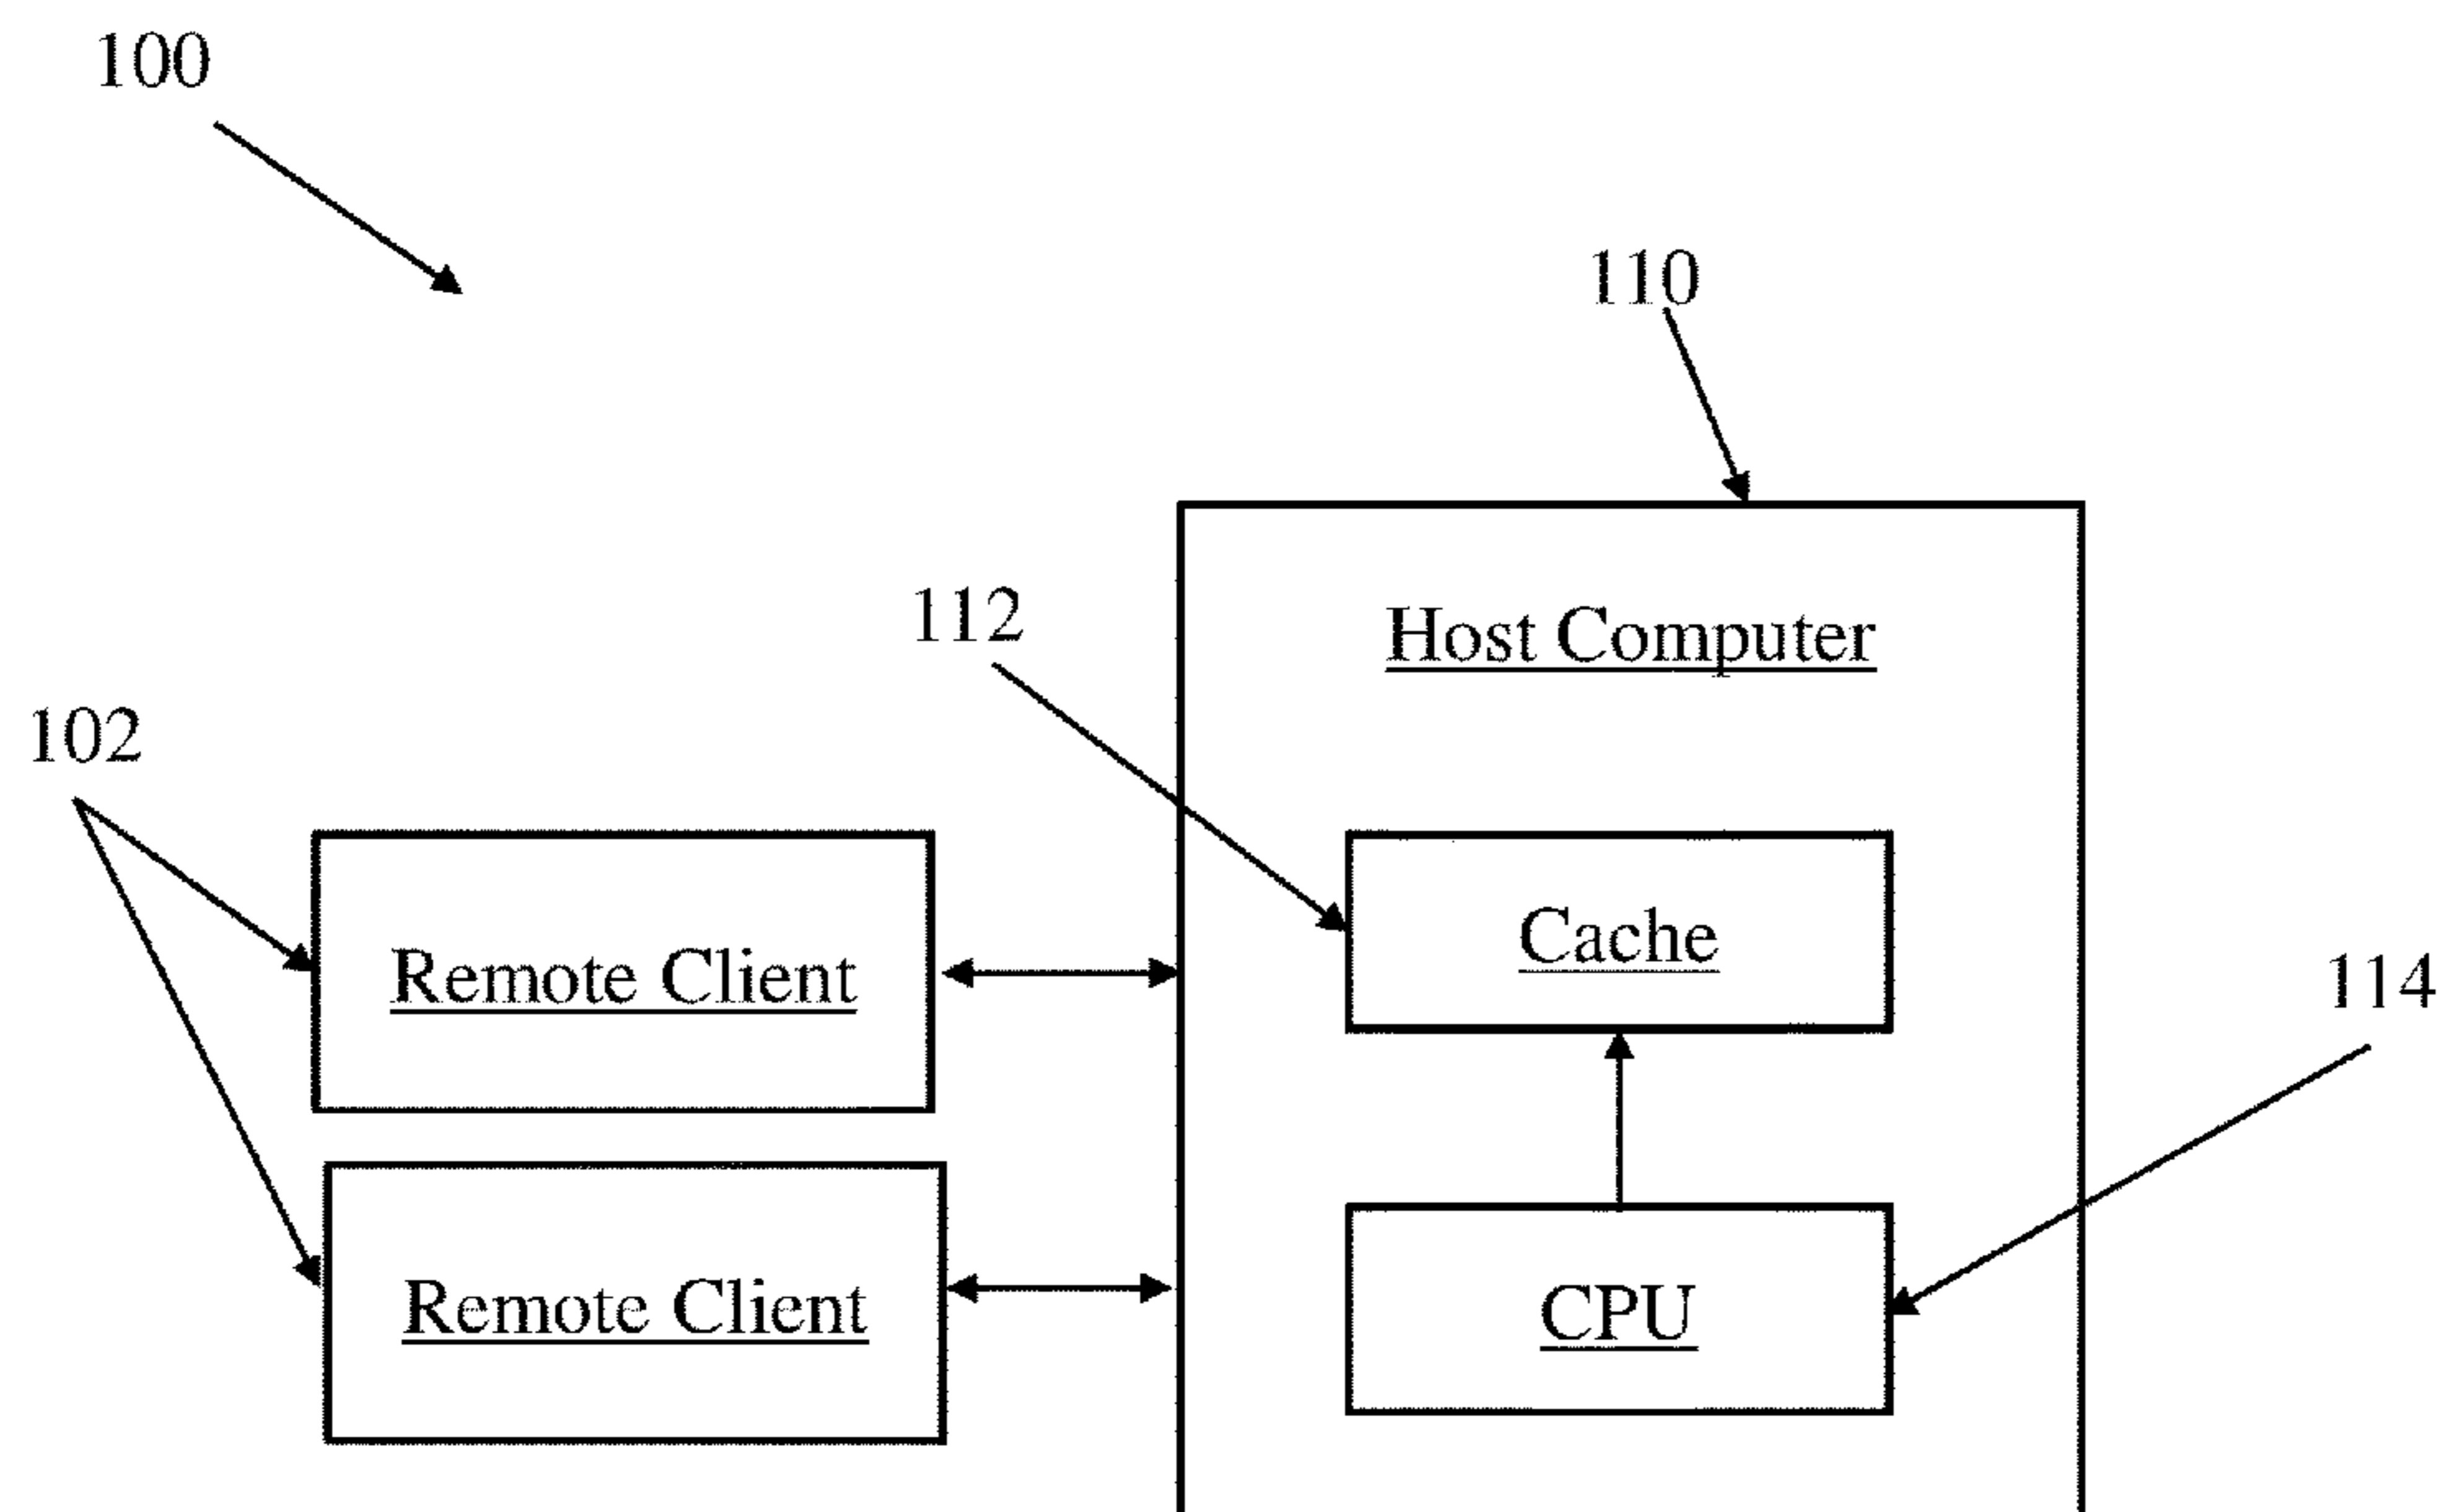 100
110
112
Host Computer
102
Cache
Remote Client
114
CPU
Remote Client